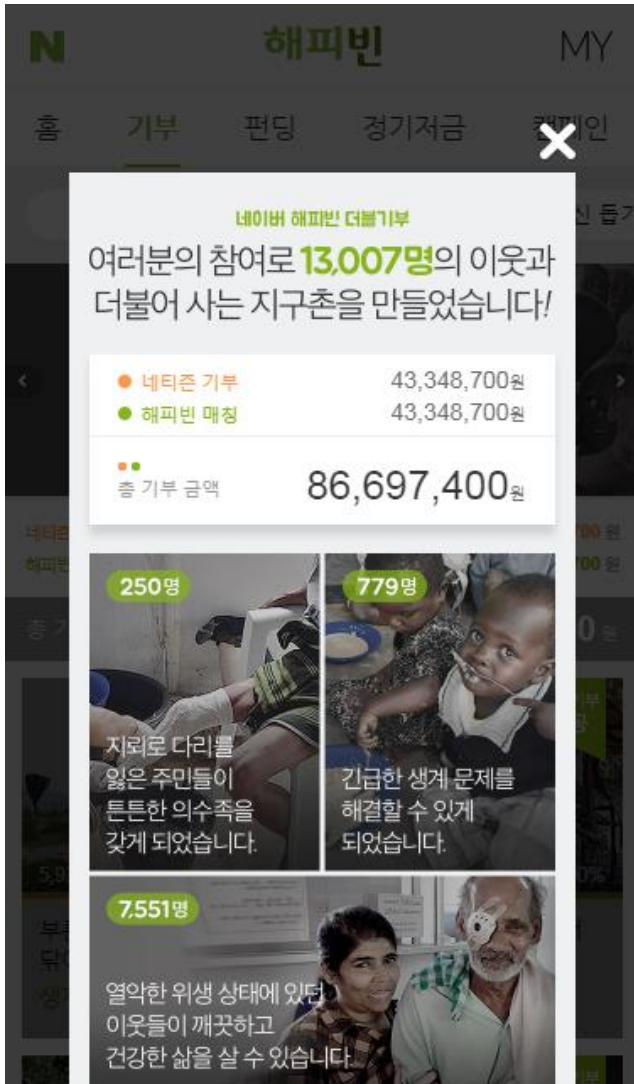 N 해피빈 MY
홈 기부 펀딩 정기저금 캠페인
네이버 해피빈 더블기부
여러분의 참여로 13,007명의 이웃과
더불어 사는 지구촌을 만들었습니다!
네티즌 기부 43,348,700원
해피빈 매칭 43,348,700원
총 기부 금액 86,697,400원
250명
지뢰로 다리를
잃은 주민들이
튼튼한 의수족을
갖게 되었습니다.
779명
긴급한 생계 문제를
해결할 수 있게
되었습니다.
7,551명
열악한 위생 상태에 있던
이웃들이 깨끗하고
건강한 삶을 살 수 있습니다.